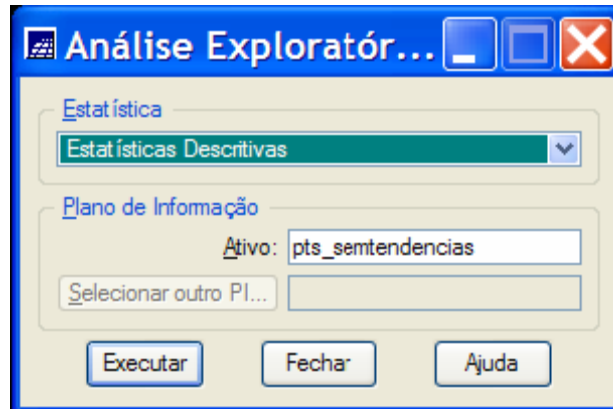 Análise Exploratór...
Estatística
Estatísticas Descritivas
Plano de Informação
Ativo: pts_semtendencias
Selecionar outro PI...
Executar Fechar Ajuda